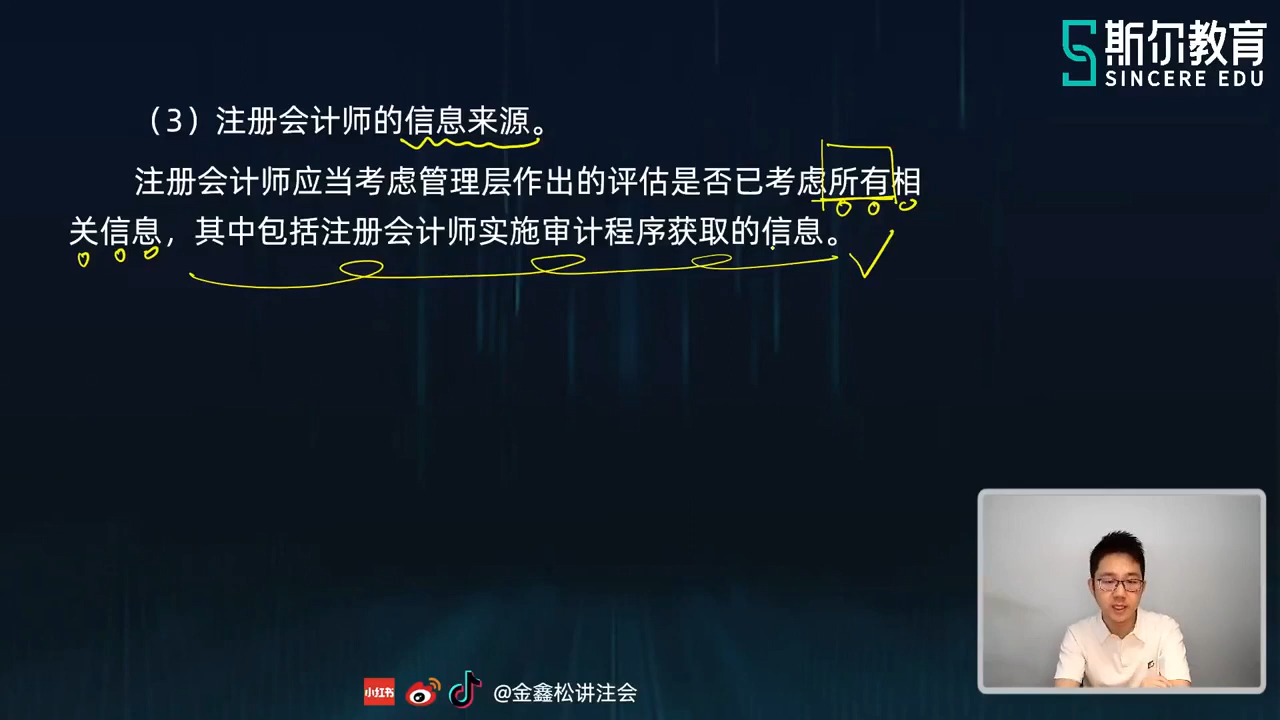 斯尔教育
SINCERE EDU
（3）注册会计师的信息来源。
注册会计师应当考虑管理层作出的评估是否已考虑所有相
关信息，其中包括注册会计师实施审计程序获取的信息。
小红书 @金鑫松讲注会